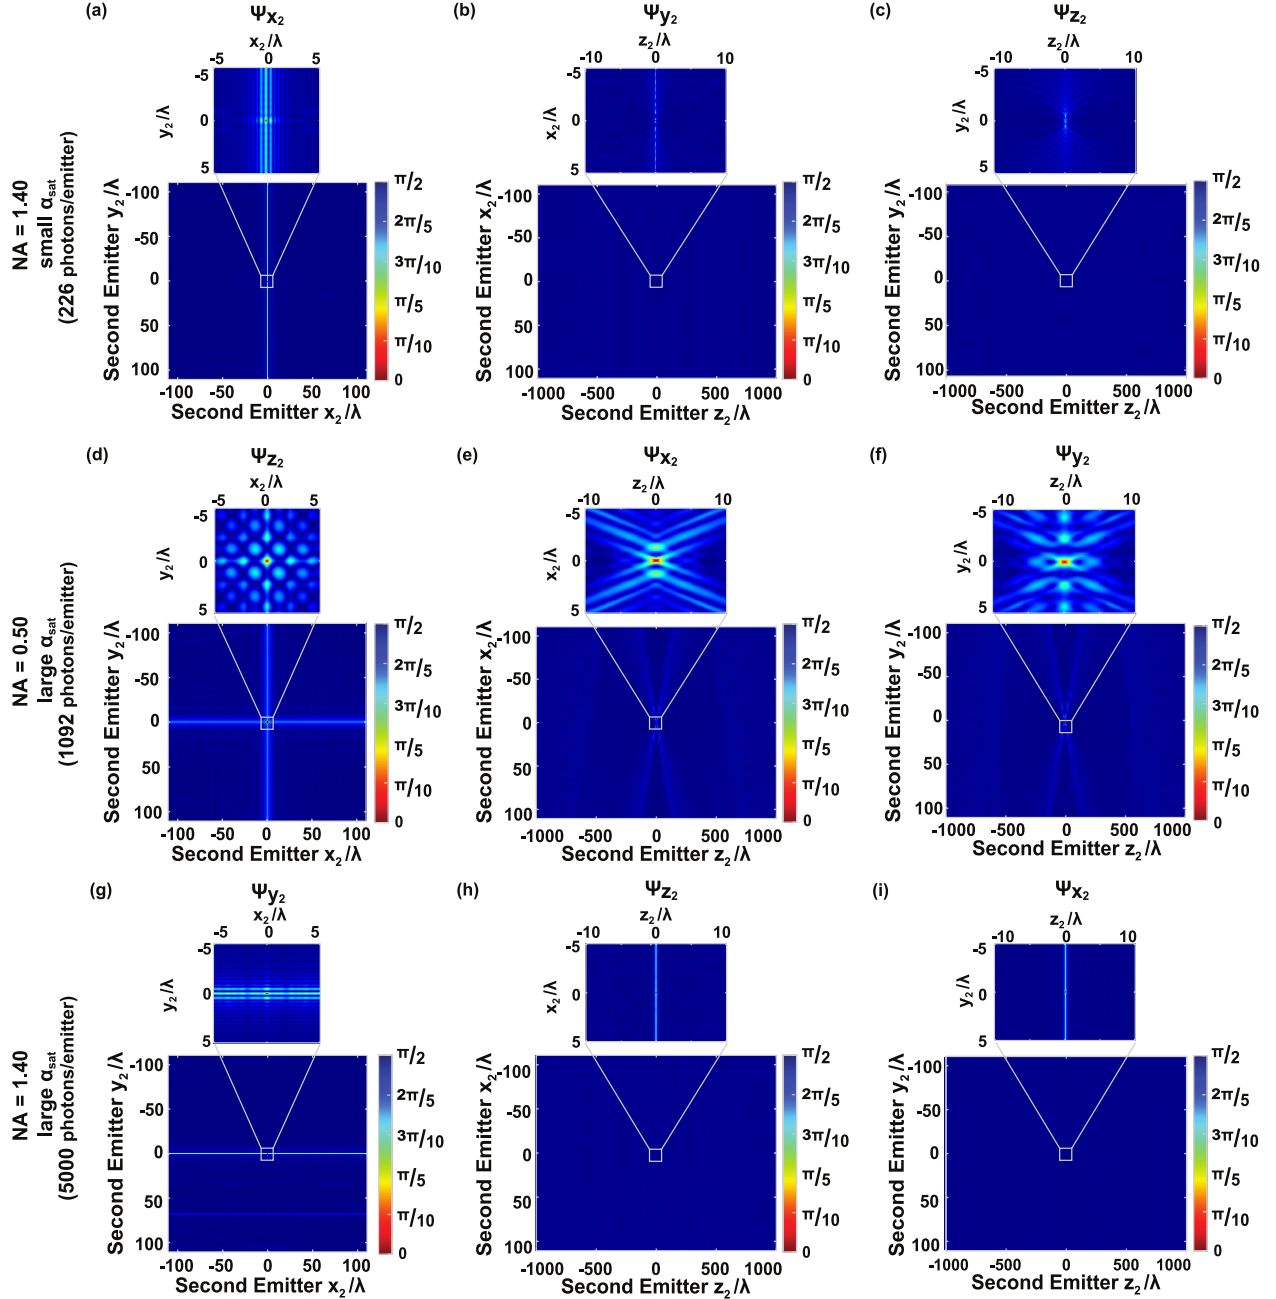 (a) Ψx2
x2/λ
-5 0 5
-5
0
5
y2/λ
NA = 1.40
small αsat
(226 photons/emitter)
Second Emitter y2/λ
-100
-50
0
50
100
-100 -50 0 50 100
Second Emitter x2/λ
π/2
2π/5
3π/10
π/5
π/10
0
(b) Ψy2
z2/λ
-10 0 10
-5
0
5
x2/λ
Second Emitter x2/λ
-100
-50
0
50
100
-1000 -500 0 500 1000
Second Emitter z2/λ
π/2
2π/5
3π/10
π/5
π/10
0
(c) Ψz2
z2/λ
-10 0 10
-5
0
5
y2/λ
Second Emitter y2/λ
-100
-50
0
50
100
-1000 -500 0 500 1000
Second Emitter z2/λ
π/2
2π/5
3π/10
π/5
π/10
0
(d) Ψz2
x2/λ
-5 0 5
-5
0
5
y2/λ
NA = 0.50
large αsat
(1092 photons/emitter)
Second Emitter y2/λ
-100
-50
0
50
100
-100 -50 0 50 100
Second Emitter x2/λ
π/2
2π/5
3π/10
π/5
π/10
0
(e) Ψx2
z2/λ
-10 0 10
-5
0
5
x2/λ
Second Emitter x2/λ
-100
-50
0
50
100
-1000 -500 0 500 1000
Second Emitter z2/λ
π/2
2π/5
3π/10
π/5
π/10
0
(f) Ψy2
z2/λ
-10 0 10
-5
0
5
y2/λ
Second Emitter y2/λ
-100
-50
0
50
100
-1000 -500 0 500 1000
Second Emitter z2/λ
π/2
2π/5
3π/10
π/5
π/10
0
(g) Ψy2
x2/λ
-5 0 5
-5
0
5
y2/λ
NA = 1.40
large αsat
(5000 photons/emitter)
Second Emitter y2/λ
-100
-50
0
50
100
-100 -50 0 50 100
Second Emitter x2/λ
π/2
2π/5
3π/10
π/5
π/10
0
(h) Ψz2
z2/λ
-10 0 10
-5
0
5
x2/λ
Second Emitter x2/λ
-100
-50
0
50
100
-1000 -500 0 500 1000
Second Emitter z2/λ
π/2
2π/5
3π/10
π/5
π/10
0
(i) Ψx2
z2/λ
-10 0 10
-5
0
5
y2/λ
Second Emitter y2/λ
-100
-50
0
50
100
-1000 -500 0 500 1000
Second Emitter z2/λ
π/2
2π/5
3π/10
π/5
π/10
0